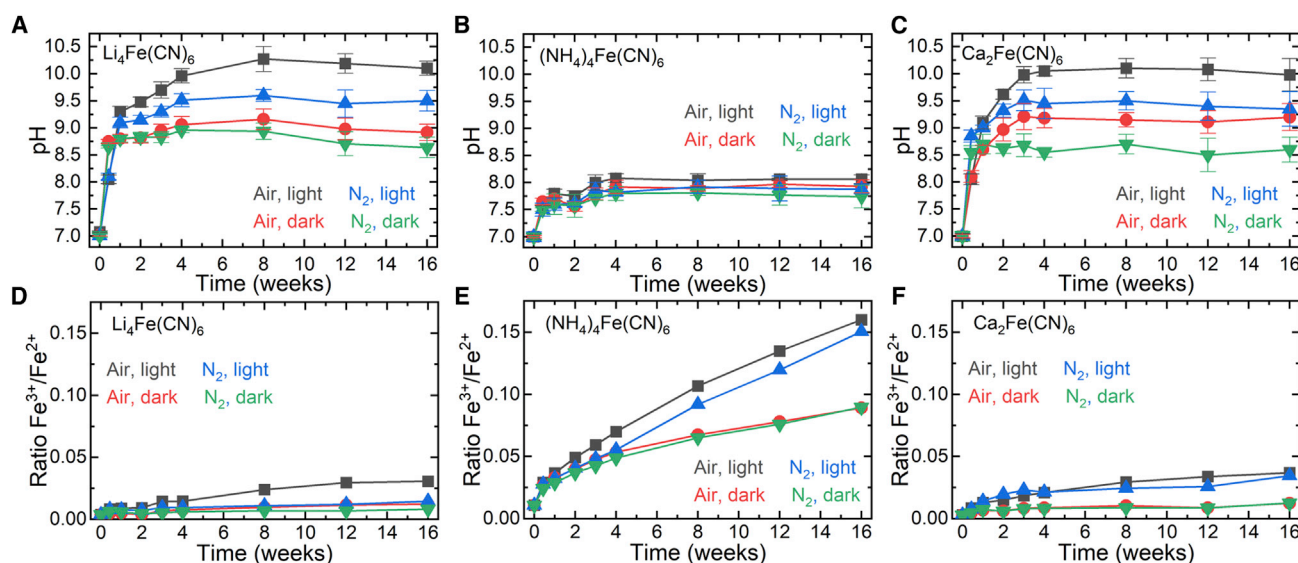 A
Li₄Fe(CN)₆
10.5
10.0
9.5
9.0
8.5
8.0
7.5
7.0
pH
Air, light N₂, light
Air, dark N₂, dark
0 2 4 6 8 10 12 14 16
Time (weeks)
B
(NH₄)₄Fe(CN)₆
10.5
10.0
9.5
9.0
8.5
8.0
7.5
7.0
pH
Air, light N₂, light
Air, dark N₂, dark
0 2 4 6 8 10 12 14 16
Time (weeks)
C
Ca₂Fe(CN)₆
10.5
10.0
9.5
9.0
8.5
8.0
7.5
7.0
pH
Air, light N₂, light
Air, dark N₂, dark
0 2 4 6 8 10 12 14 16
Time (weeks)
D
Li₄Fe(CN)₆
0.15
0.10
0.05
0.00
Ratio Fe³⁺/Fe²⁺
Air, light N₂, light
Air, dark N₂, dark
0 2 4 6 8 10 12 14 16
Time (weeks)
E
(NH₄)₄Fe(CN)₆
0.15
0.10
0.05
0.00
Ratio Fe³⁺/Fe²⁺
Air, light N₂, light
Air, dark N₂, dark
0 2 4 6 8 10 12 14 16
Time (weeks)
F
Ca₂Fe(CN)₆
0.15
0.10
0.05
0.00
Ratio Fe³⁺/Fe²⁺
Air, light N₂, light
Air, dark N₂, dark
0 2 4 6 8 10 12 14 16
Time (weeks)